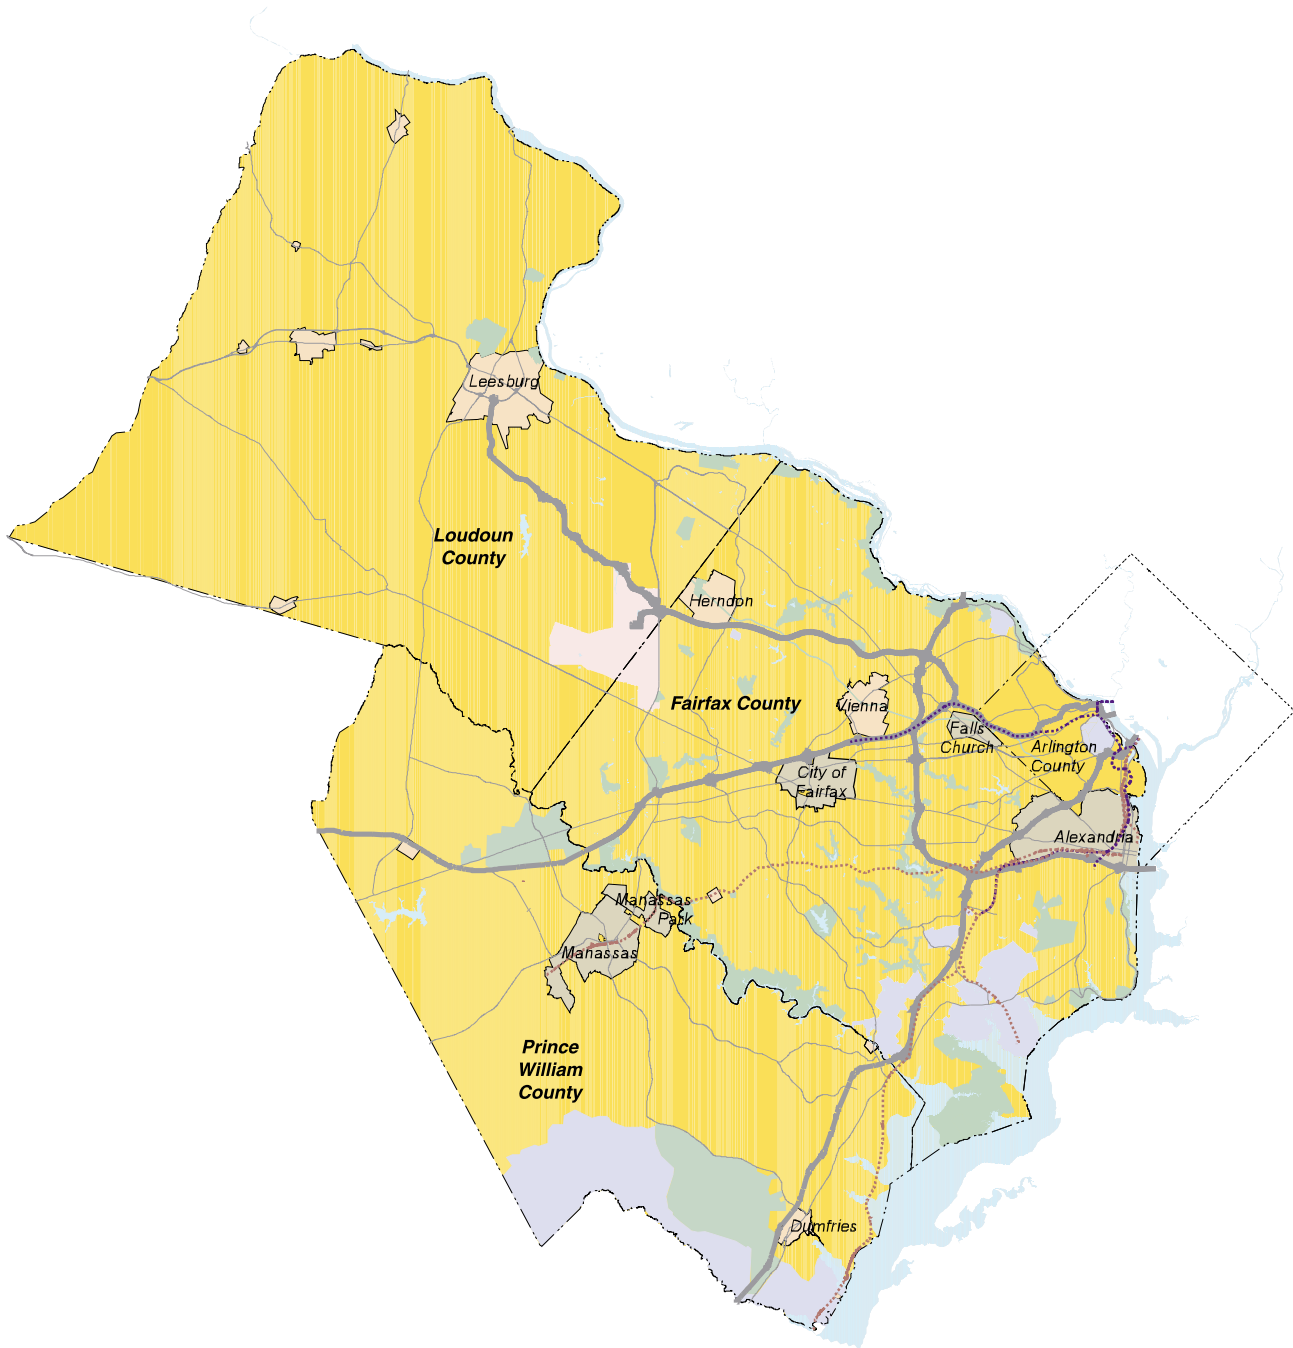 Leesburg
Loudoun
County
Herndon
Fairfax County
Vienna
Falls
Church
Arlington
County
City of
Fairfax
Alexandria
Manassas
Park
Manassas
Prince
William
County
Dumfries